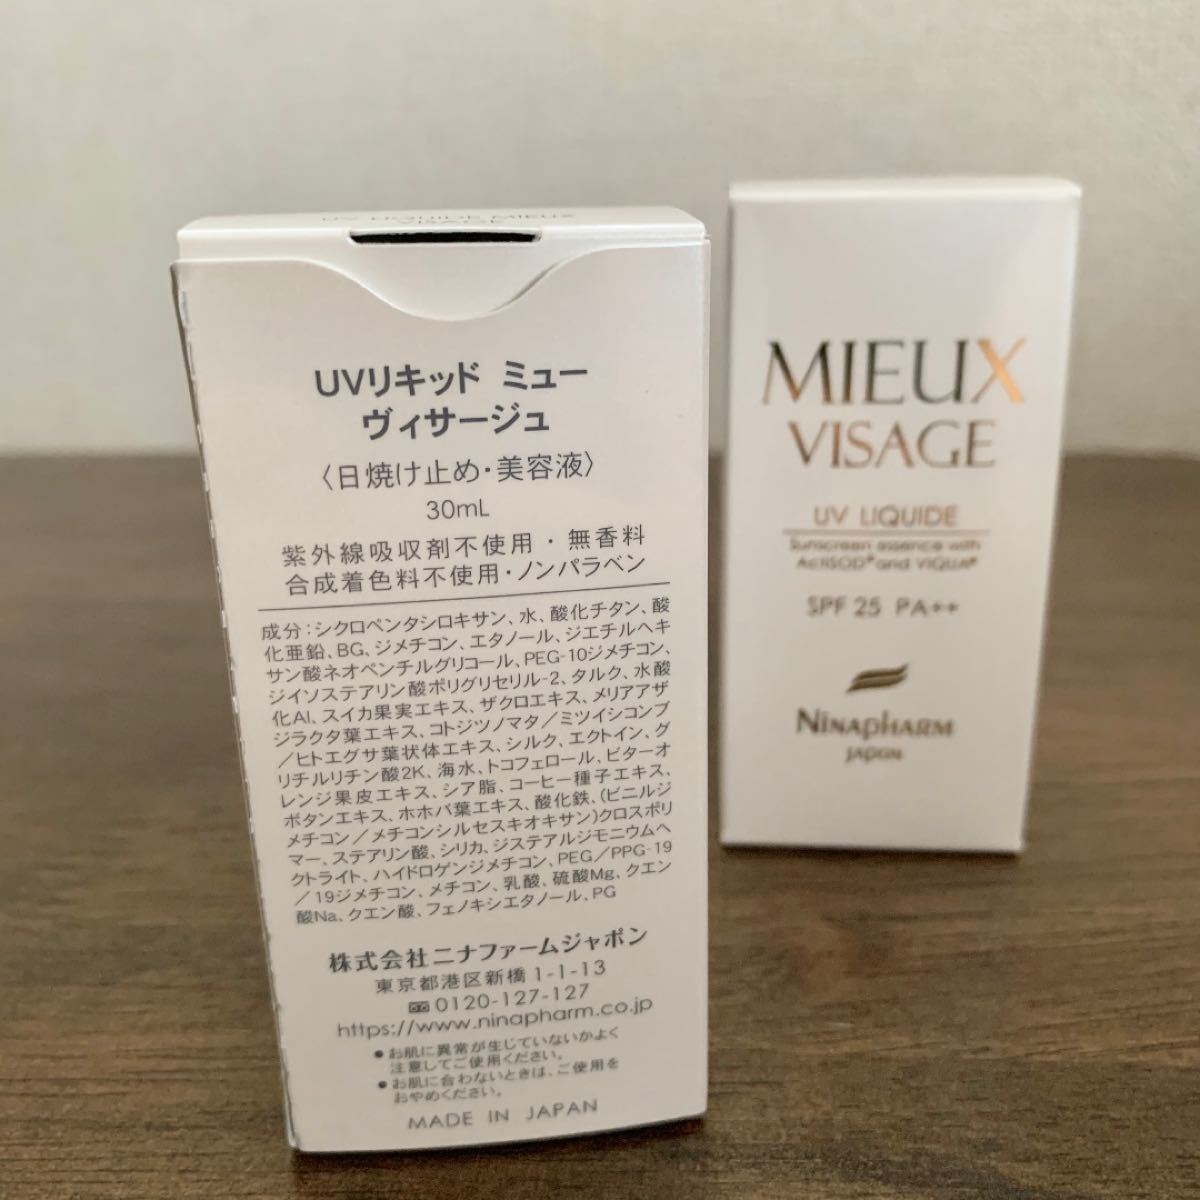 UV LIQUIDE MIEUX
VISAGE
UVリキッド ミュー
ヴィサージュ
〈日焼け止め・美容液〉
30mL
紫外線吸収剤不使用・無香料
合成着色料不使用・ノンパラベン
成分：シクロペンタシロキサン、水、酸化チタン、酸
化亜鉛、BG、ジメチコン、エタノール、ジエチルヘキ
サン酸ネオペンチルグリコール、PEG-10ジメチコン、
ジイソステアリン酸ポリグリセリル-2、タルク、水酸
化Al、スイカ果実エキス、ザクロエキス、メリアアザ
ジラクタ葉エキス、コトジツノマタ／ミツイシコンブ
／ヒトエグサ葉状体エキス、シルク、エクトイン、グ
リチルリチン酸2K、海水、トコフェロール、ビターオ
レンジ果皮エキス、シア脂、コーヒー種子エキス、
ボタンエキス、ホホバ葉エキス、酸化鉄、(ビニルジ
メチコン／メチコンシルセスキオキサン)クロスポリ
マー、ステアリン酸、シリカ、ジステアルジモニウムヘ
クトライト、ハイドロゲンジメチコン、PEG／PPG-19
／19ジメチコン、メチコン、乳酸、硫酸Mg、クエン
酸Na、クエン酸、フェノキシエタノール、PG
株式会社ニナファームジャポン
東京都港区新橋1-1-13
0120-127-127
https://www.ninapharm.co.jp
●お肌に異常が生じていないかよく
注意してご使用ください。
●お肌に合わないときは、ご使用を
おやめください。
MADE IN JAPAN
MIEUX
VISAGE
UV LIQUIDE
Sunscreen essence with
ActiSOD® and VIQUA®
SPF 25 PA++
NINAPHARM
JAPON